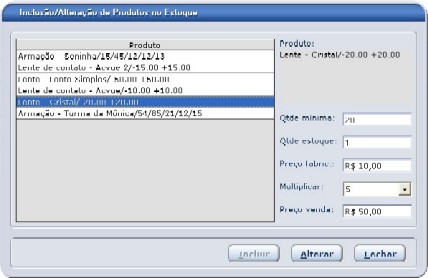 Inclusão/Alteração de Produtos no Estoque
Produto
Armação - Soninha/15/45/12/12/13
Lente de contato - Acvue 2/-15.00 +15.00
Lente - Lente Simples/-50.00 +50.00
Lente de contato - Acvue/-10.00 +10.00
Lente - Cristal/-20.00 +20.00
Armação - Turma da Mônica/54/85/21/12/15
Produto:
Lente - Cristal/-20.00 +20.00
Qtde mínima: 20
Qtde estoque: 1
Preço fabric.: R$ 10,00
Multiplicar: 5
Preço venda: R$ 50,00
Incluir Alterar Fechar